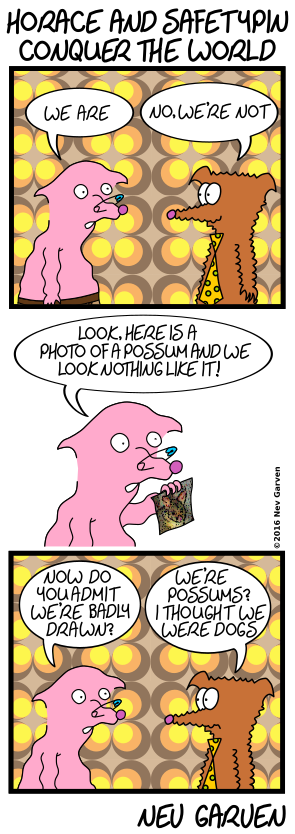 HORACE AND SAFETYPIN
CONQUER THE WORLD
WE ARE
NO, WE'RE NOT
LOOK, HERE IS A
PHOTO OF A POSSUM AND WE
LOOK NOTHING LIKE IT!
©2016 Nev Garven
NOW DO
YOU ADMIT
WE'RE BADLY
DRAWN?
WE'RE
POSSUMS?
I THOUGHT WE
WERE DOGS
NEV GARVEN